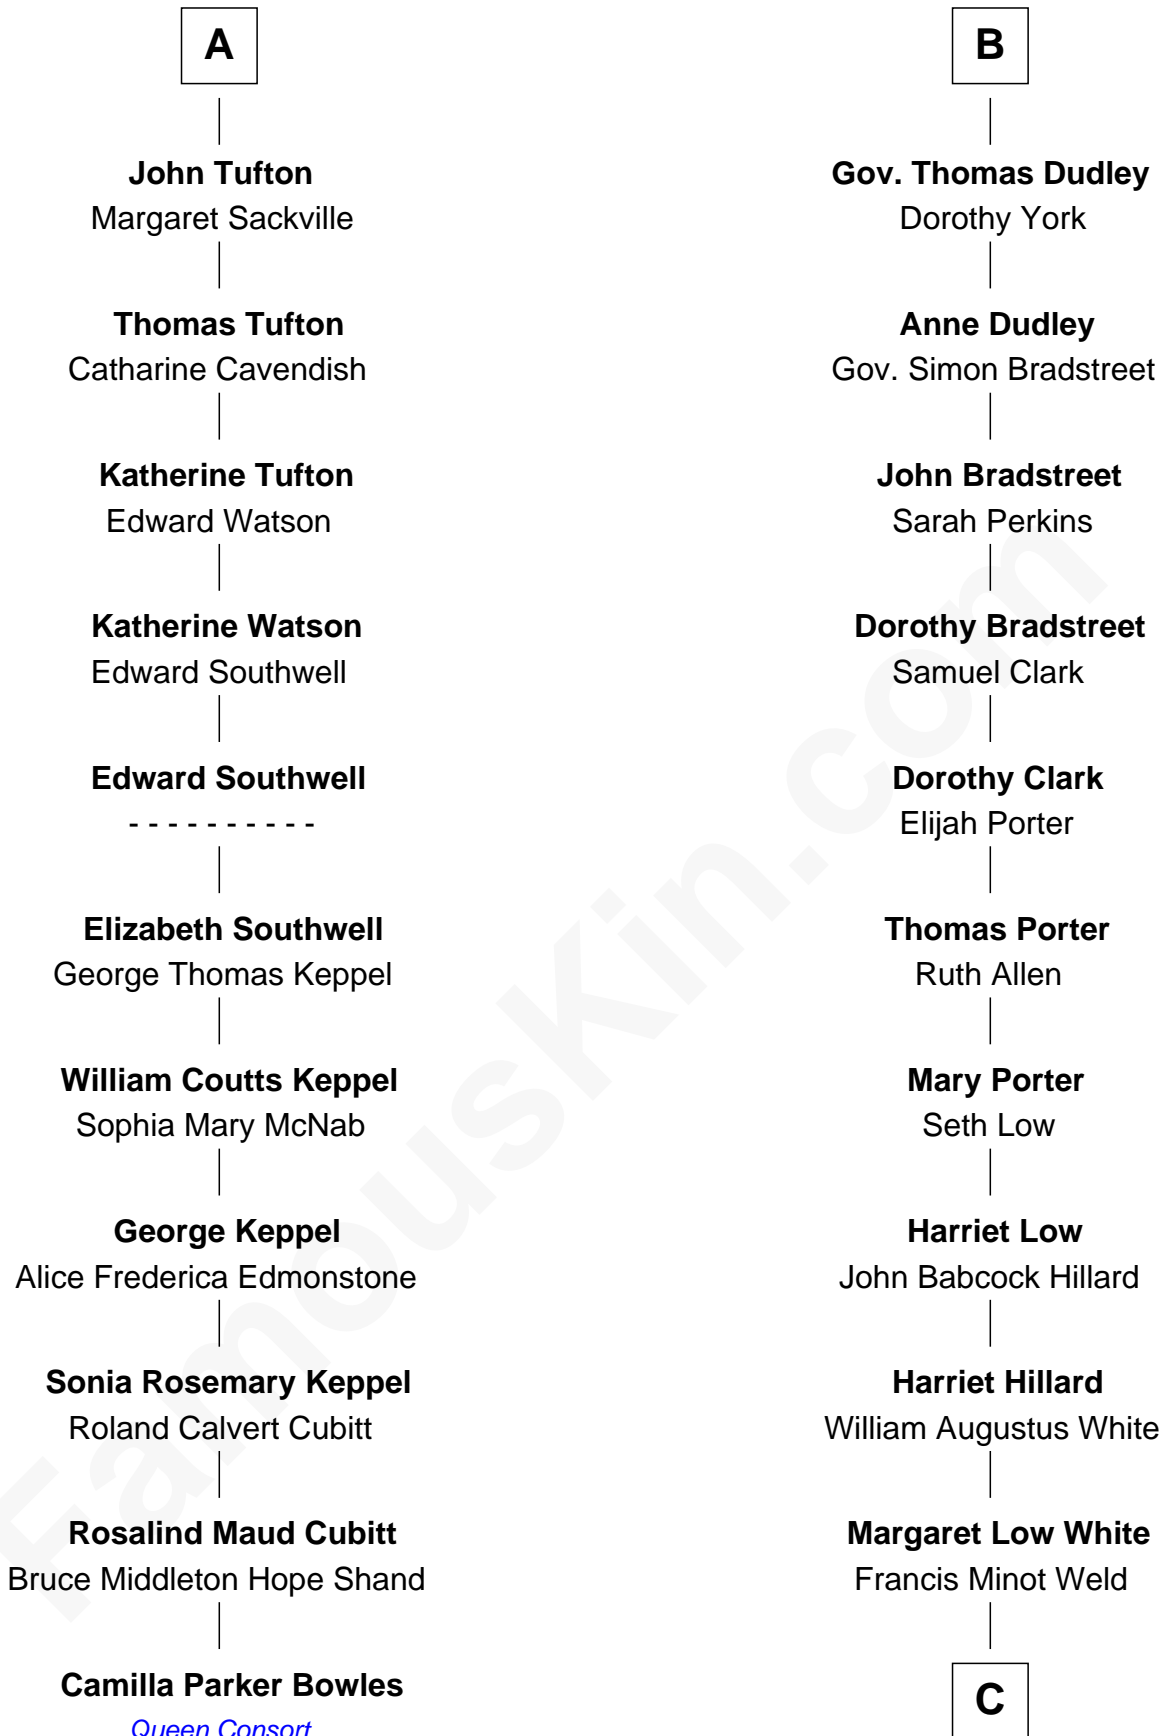 A
John Tufton
Margaret Sackville
Thomas Tufton
Catharine Cavendish
Katherine Tufton
Edward Watson
Katherine Watson
Edward Southwell
Edward Southwell
- - - - - - - - - -
Elizabeth Southwell
George Thomas Keppel
William Coutts Keppel
Sophia Mary McNab
George Keppel
Alice Frederica Edmonstone
Sonia Rosemary Keppel
Roland Calvert Cubitt
Rosalind Maud Cubitt
Bruce Middleton Hope Shand
Camilla Parker Bowles
Queen Consort
B
Gov. Thomas Dudley
Dorothy York
Anne Dudley
Gov. Simon Bradstreet
John Bradstreet
Sarah Perkins
Dorothy Bradstreet
Samuel Clark
Dorothy Clark
Elijah Porter
Thomas Porter
Ruth Allen
Mary Porter
Seth Low
Harriet Low
John Babcock Hillard
Harriet Hillard
William Augustus White
Margaret Low White
Francis Minot Weld
C
FamousKin.com